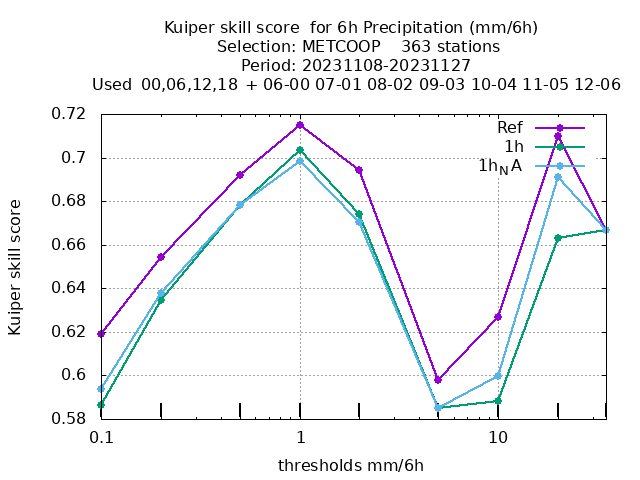 Kuiper skill score  for 6h Precipitation (mm/6h)
Selection: METCOOP    363 stations
Period: 20231108-20231127
Used  00,06,12,18  + 06-00 07-01 08-02 09-03 10-04 11-05 12-06
Kuiper skill score
0.72
0.7
0.68
0.66
0.64
0.62
0.6
0.58
Ref
1h
1hNA
0.1
1
10
thresholds mm/6h